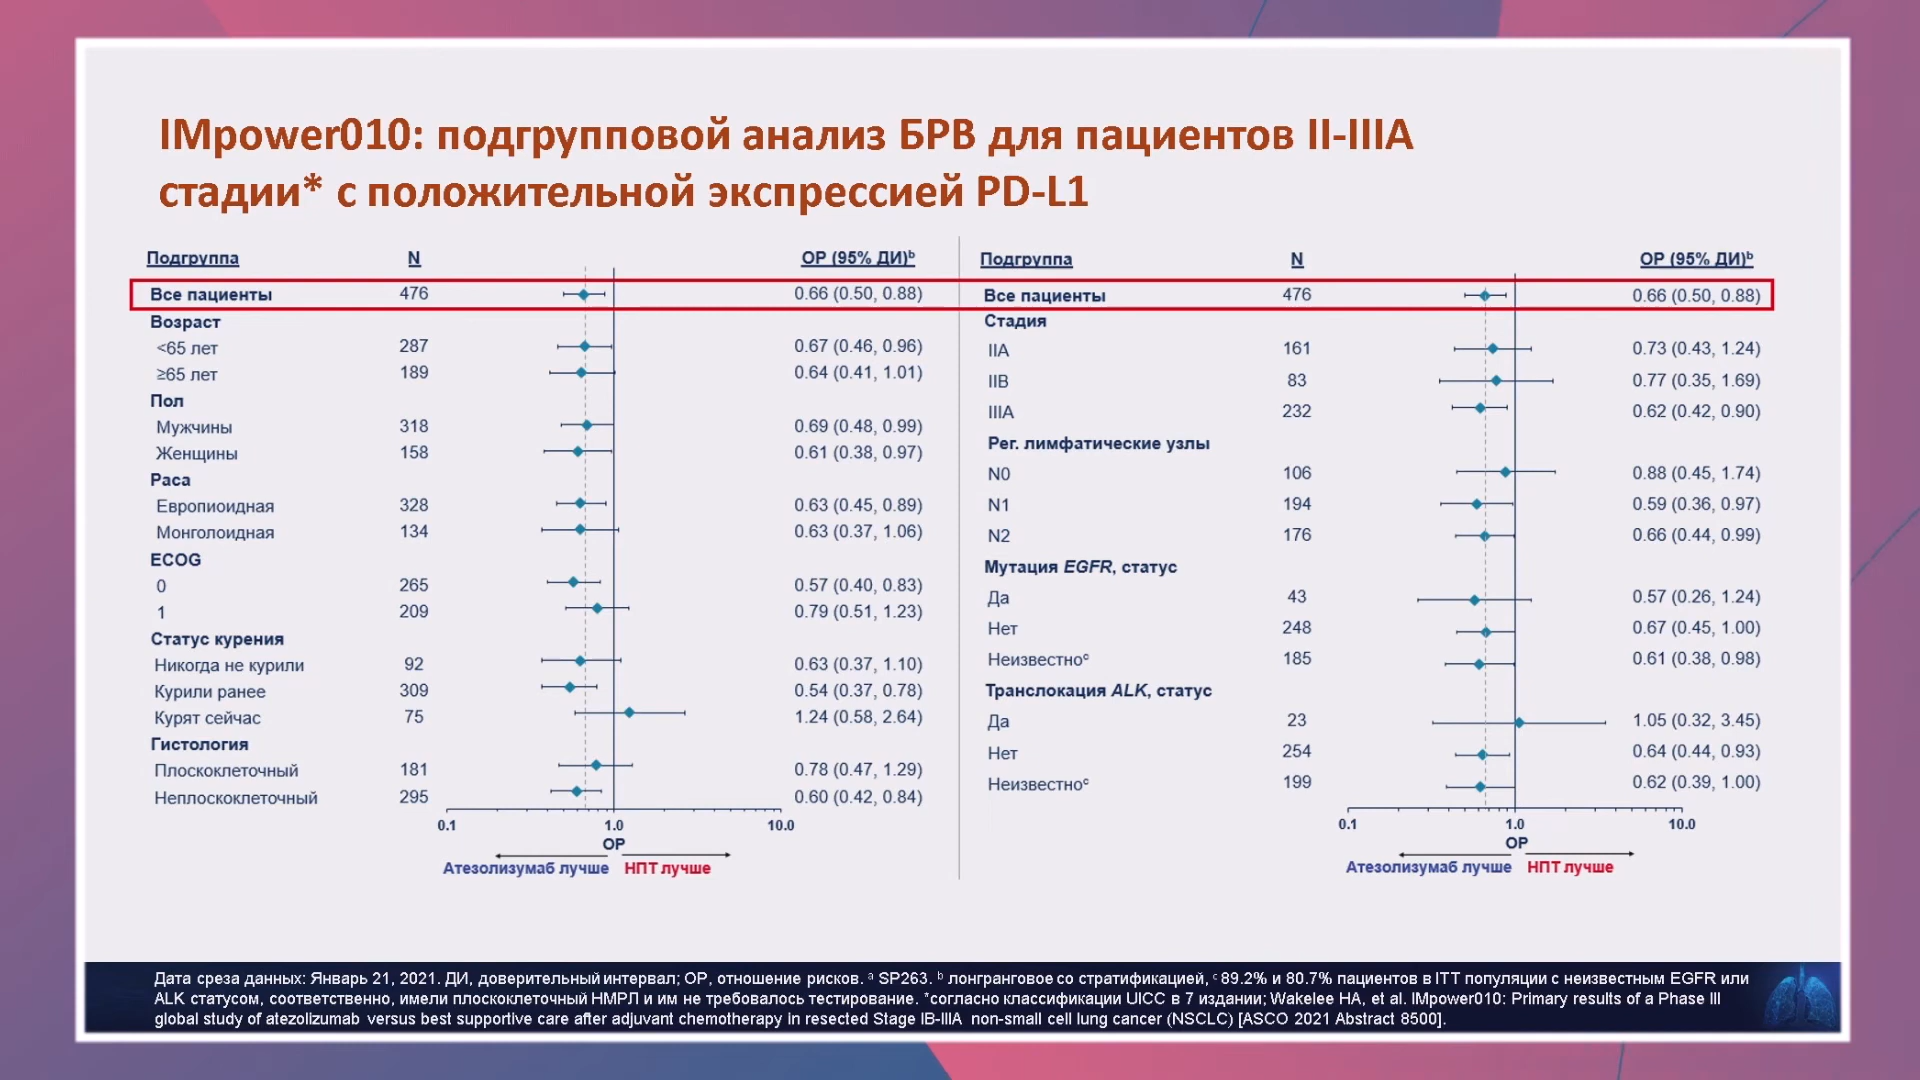 IMpower010: подгрупповой анализ БРВ для пациентов II-IIIA
стадии* с положительной экспрессией PD-L1
Подгруппа N ОР (95% ДИ)ᵇ
Все пациенты 476 0.66 (0.50, 0.88)
Возраст
<65 лет 287 0.67 (0.46, 0.96)
≥65 лет 189 0.64 (0.41, 1.01)
Пол
Мужчины 318 0.69 (0.48, 0.99)
Женщины 158 0.61 (0.38, 0.97)
Раса
Европиоидная 328 0.63 (0.45, 0.89)
Монголоидная 134 0.63 (0.37, 1.06)
ECOG
0 265 0.57 (0.40, 0.83)
1 209 0.79 (0.51, 1.23)
Статус курения
Никогда не курили 92 0.63 (0.37, 1.10)
Курили ранее 309 0.54 (0.37, 0.78)
Курят сейчас 75 1.24 (0.58, 2.64)
Гистология
Плоскоклеточный 181 0.78 (0.47, 1.29)
Неплоскоклеточный 295 0.60 (0.42, 0.84)
0.1 1.0 10.0
ОР
Атезолизумаб лучше НПТ лучше
Подгруппа N ОР (95% ДИ)ᵇ
Все пациенты 476 0.66 (0.50, 0.88)
Стадия
IIA 161 0.73 (0.43, 1.24)
IIB 83 0.77 (0.35, 1.69)
IIIA 232 0.62 (0.42, 0.90)
Рег. лимфатические узлы
N0 106 0.88 (0.45, 1.74)
N1 194 0.59 (0.36, 0.97)
N2 176 0.66 (0.44, 0.99)
Мутация EGFR, статус
Да 43 0.57 (0.26, 1.24)
Нет 248 0.67 (0.45, 1.00)
Неизвестноᶜ 185 0.61 (0.38, 0.98)
Транслокация ALK, статус
Да 23 1.05 (0.32, 3.45)
Нет 254 0.64 (0.44, 0.93)
Неизвестноᶜ 199 0.62 (0.39, 1.00)
0.1 1.0 10.0
ОР
Атезолизумаб лучше НПТ лучше
Дата среза данных: Январь 21, 2021. ДИ, доверительный интервал; ОР, отношение рисков. ᵃ SP263. ᵇ лонгранговое со стратификацией, ᶜ 89.2% и 80.7% пациентов в ITT популяции с неизвестным EGFR или
ALK статусом, соответственно, имели плоскоклеточный НМРЛ и им не требовалось тестирование. *согласно классификации UICC в 7 издании; Wakelee HA, et al. IMpower010: Primary results of a Phase III
global study of atezolizumab versus best supportive care after adjuvant chemotherapy in resected Stage IB-IIIA non-small cell lung cancer (NSCLC) [ASCO 2021 Abstract 8500].